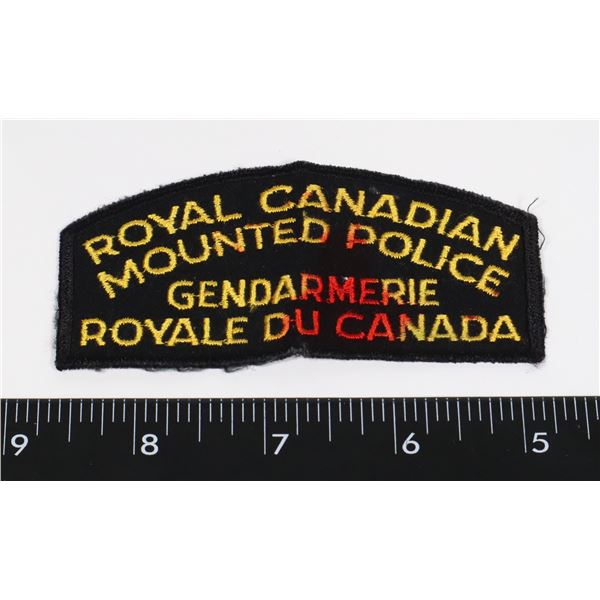 ROYAL CANADIAN
MOUNTED POLICE
GENDARMERIE
ROYALE DU CANADA
9 8 7 6 5